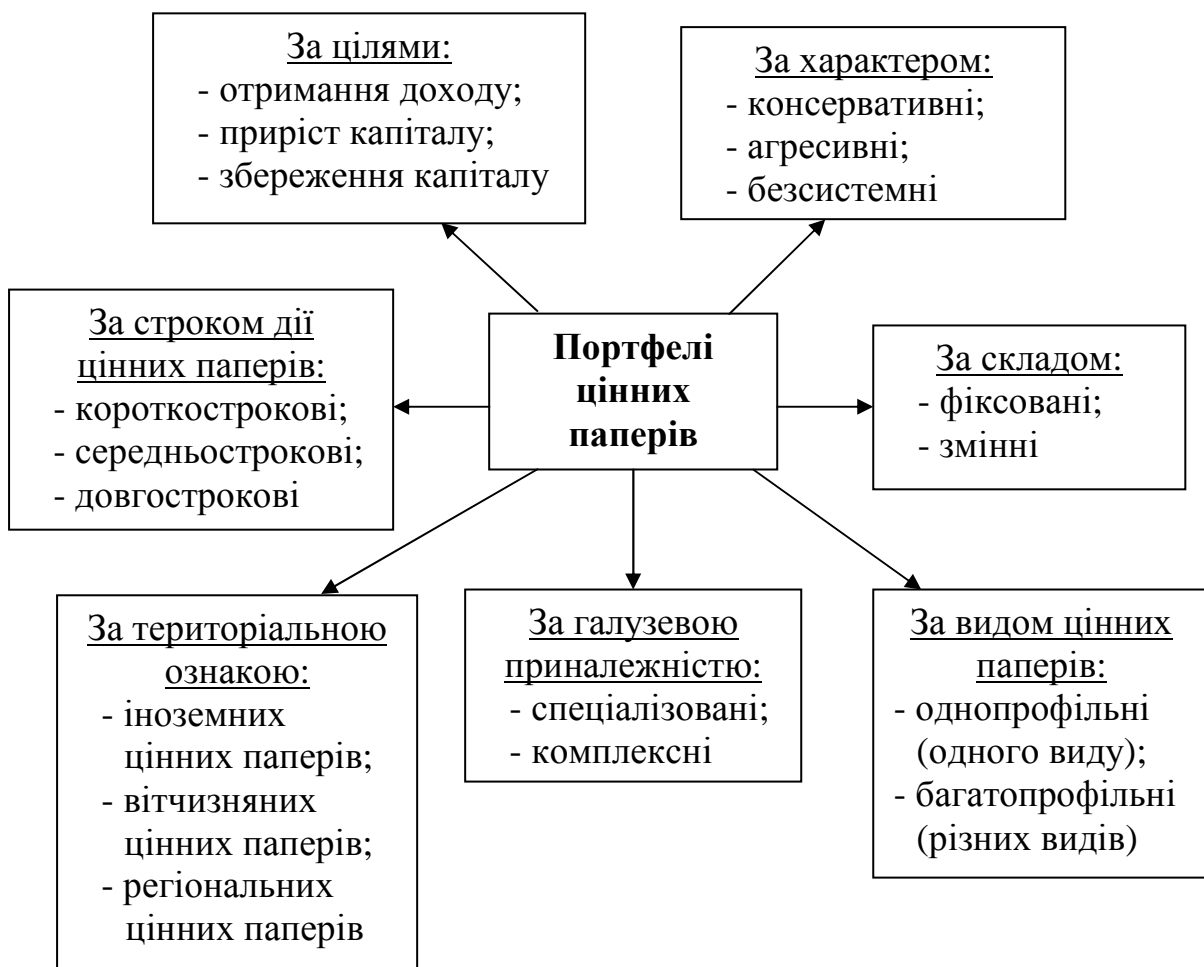 За цілями:
- отримання доходу;
- приріст капіталу;
- збереження капіталу
За характером:
- консервативні;
- агресивні;
- безсистемні
За строком дії
цінних паперів:
- короткострокові;
- середньострокові;
- довгострокові
Портфелі
цінних
паперів
За складом:
- фіксовані;
- змінні
За територіальною
ознакою:
- іноземних
цінних паперів;
- вітчизняних
цінних паперів;
- регіональних
цінних паперів
За галузевою
приналежністю:
- спеціалізовані;
- комплексні
За видом цінних
паперів:
- однопрофільні
(одного виду);
- багатопрофільні
(різних видів)